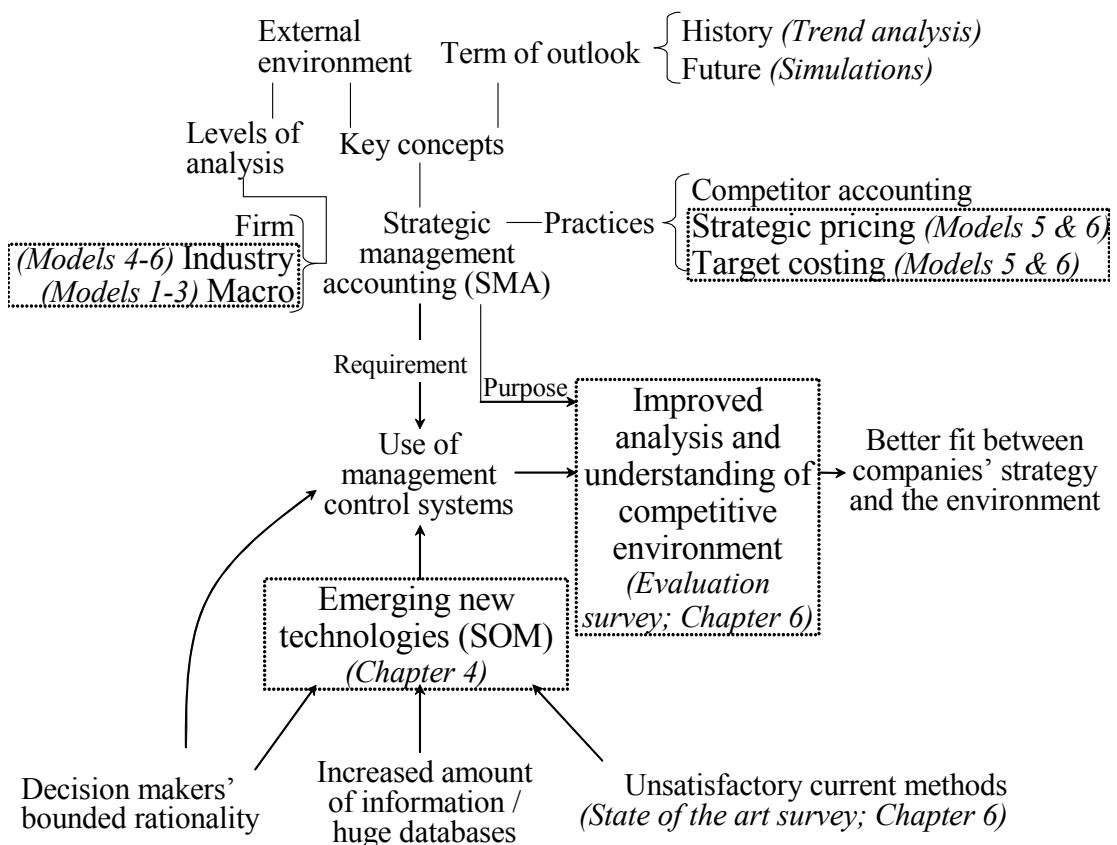 External
environment
Term of outlook
History (Trend analysis)
Future (Simulations)
Levels of
analysis
Key concepts
Firm
(Models 4-6) Industry
(Models 1-3) Macro
Strategic
management
accounting (SMA)
Practices
Competitor accounting
Strategic pricing (Models 5 & 6)
Target costing (Models 5 & 6)
Requirement
Purpose
Use of
management
control systems
Improved
analysis and
understanding of
competitive
environment
(Evaluation
survey; Chapter 6)
Better fit between
companies’ strategy
and the environment
Emerging new
technologies (SOM)
(Chapter 4)
Decision makers’
bounded rationality
Increased amount
of information /
huge databases
Unsatisfactory current methods
(State of the art survey; Chapter 6)